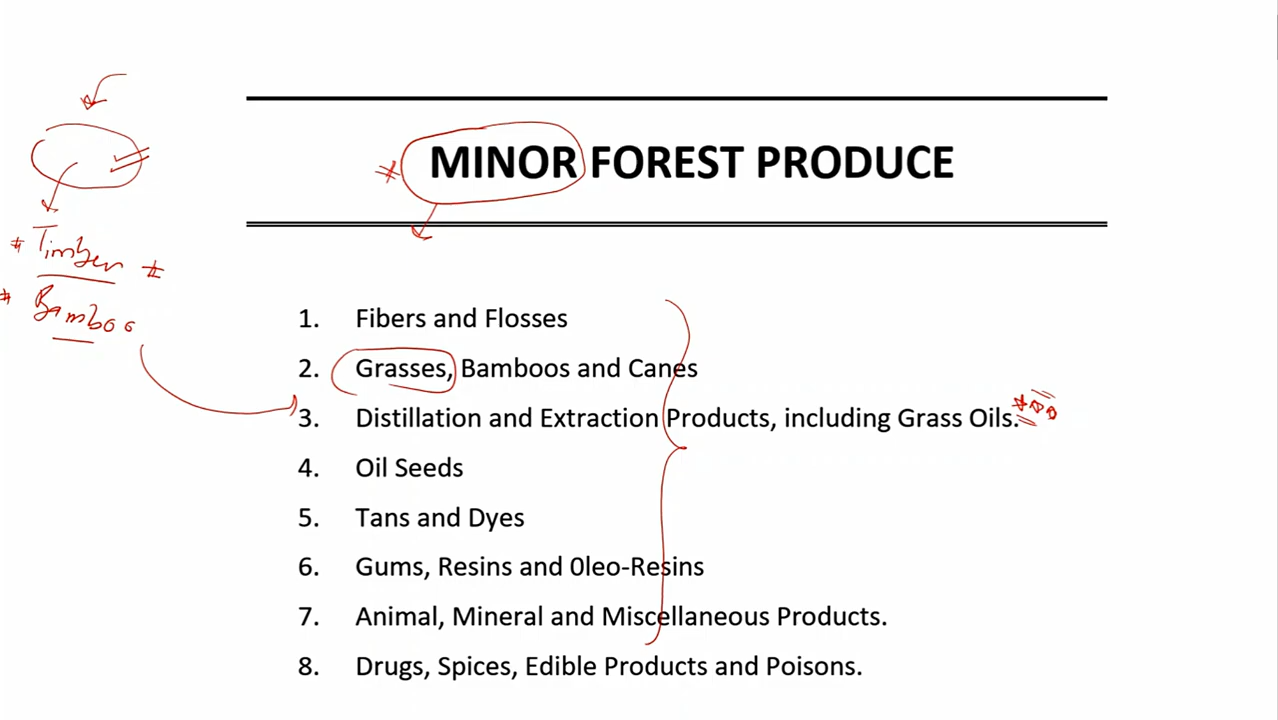 MINOR FOREST PRODUCE
Timber
Bamboo
1. Fibers and Flosses
2. Grasses, Bamboos and Canes
3. Distillation and Extraction Products, including Grass Oils.
4. Oil Seeds
5. Tans and Dyes
6. Gums, Resins and 0leo-Resins
7. Animal, Mineral and Miscellaneous Products.
8. Drugs, Spices, Edible Products and Poisons.